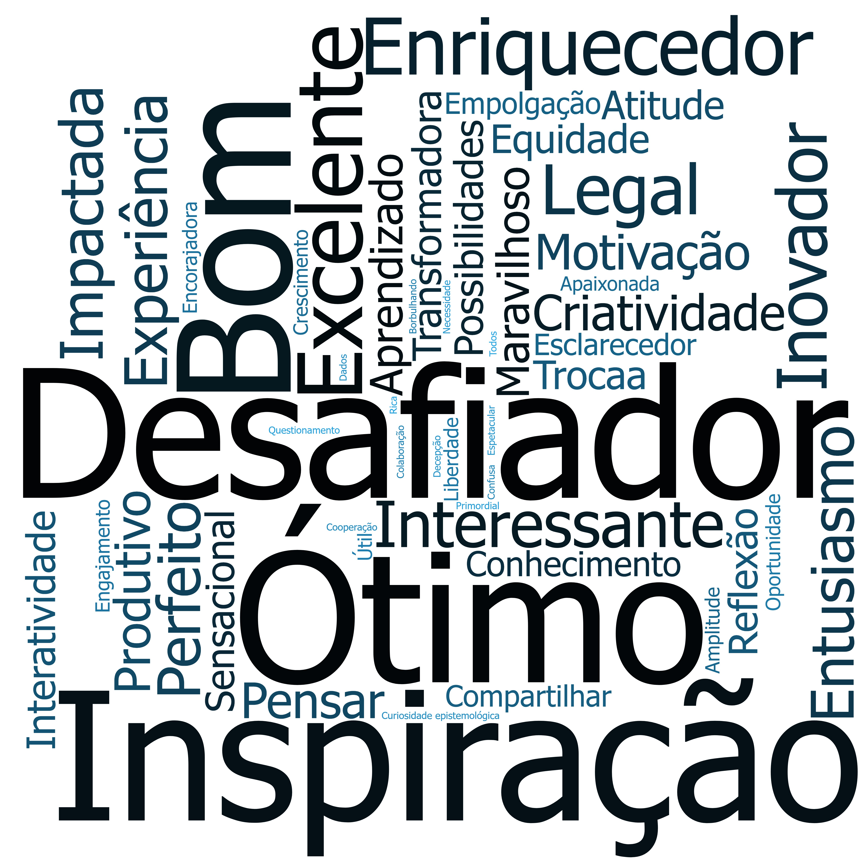 Enriquecedor
Empolgação
Atitude
Equidade
Legal
Motivação
Apaixonada
Criatividade
Esclarecedor
Trocaa
Inovador
Impactada
Experiência
Encorajadora
Bom
Crescimento
Excelente
Dados
Aprendizado
Borbulhando
Transformadora
Necessidade
Possibilidades
Todos
Maravilhoso
Desafiador
Questionamento
Rica
Colaboração
Decepção
Liberdade
Espetacular
Confusa
Primordial
Cooperação
Útil
Interessante
Conhecimento
Ótimo
Interatividade
Engajamento
Produtivo
Perfeito
Sensacional
Amplitude
Reflexão
Oportunidade
Entusiasmo
Pensar
Compartilhar
Curiosidade epistemológica
Inspiração